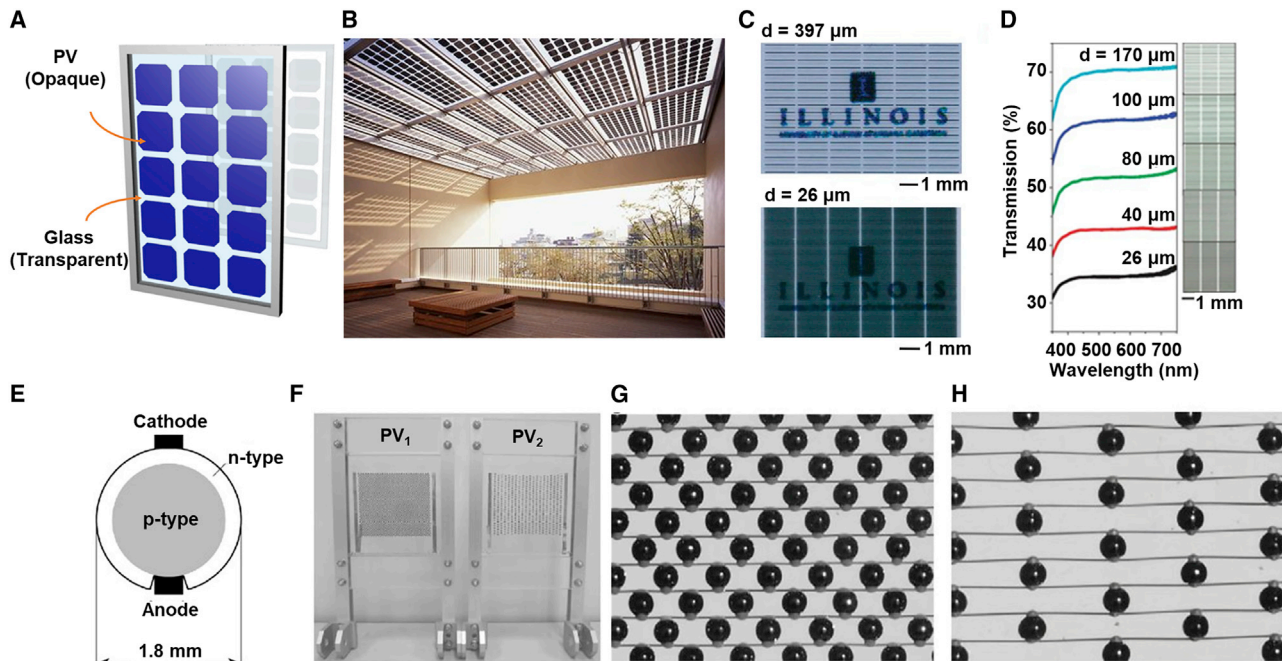 A
PV
(Opaque)
Glass
(Transparent)
B
C
d = 397 µm
ILLINOIS
1 mm
d = 26 µm
ILLINOIS
1 mm
D
Transmission (%)
70
60
50
40
30
d = 170 µm
100 µm
80 µm
40 µm
26 µm
400 500 600 700
Wavelength (nm)
1 mm
E
Cathode
n-type
p-type
Anode
1.8 mm
F
PV₁
PV₂
G
H